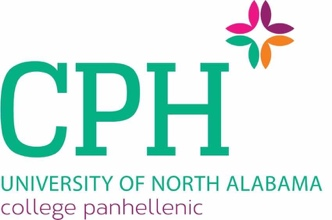 CPH
UNIVERSITY OF NORTH ALABAMA
college panhellenic